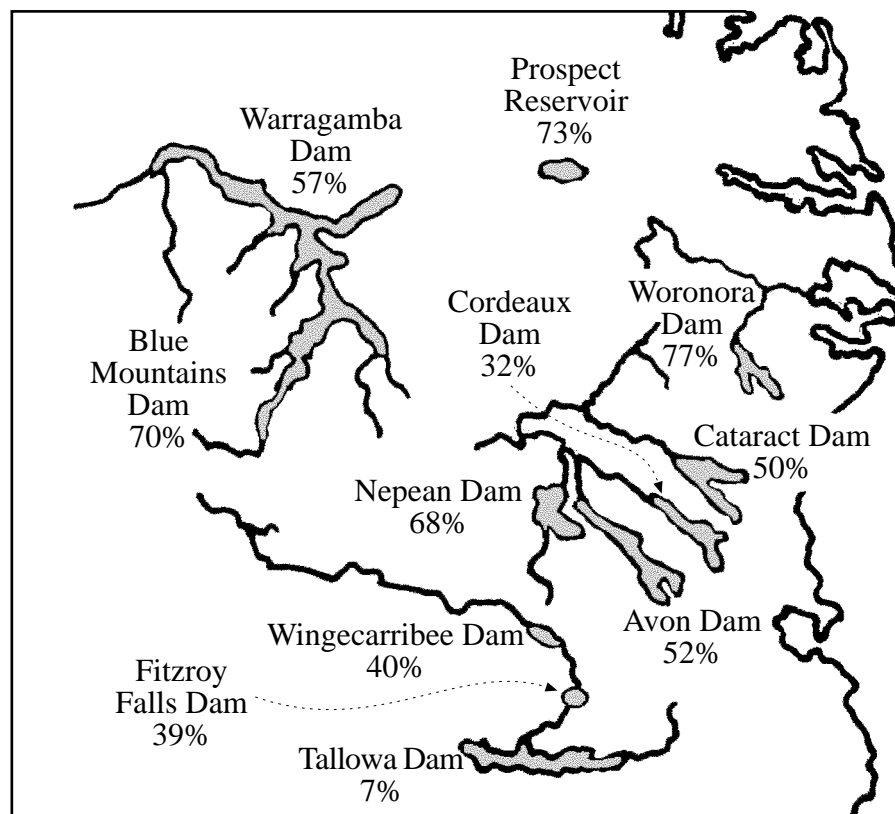 Prospect
Reservoir
73%
Warragamba
Dam
57%
Cordeaux
Dam
32%
Woronora
Dam
77%
Blue
Mountains
Dam
70%
Cataract Dam
50%
Nepean Dam
68%
Avon Dam
52%
Wingecarribee Dam
40%
Fitzroy
Falls Dam
39%
Tallowa Dam
7%